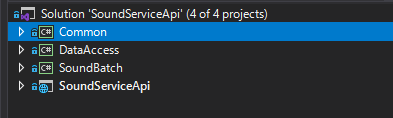 Solution 'SoundServiceApi' (4 of 4 projects)
C# Common
C# DataAccess
C# SoundBatch
SoundServiceApi